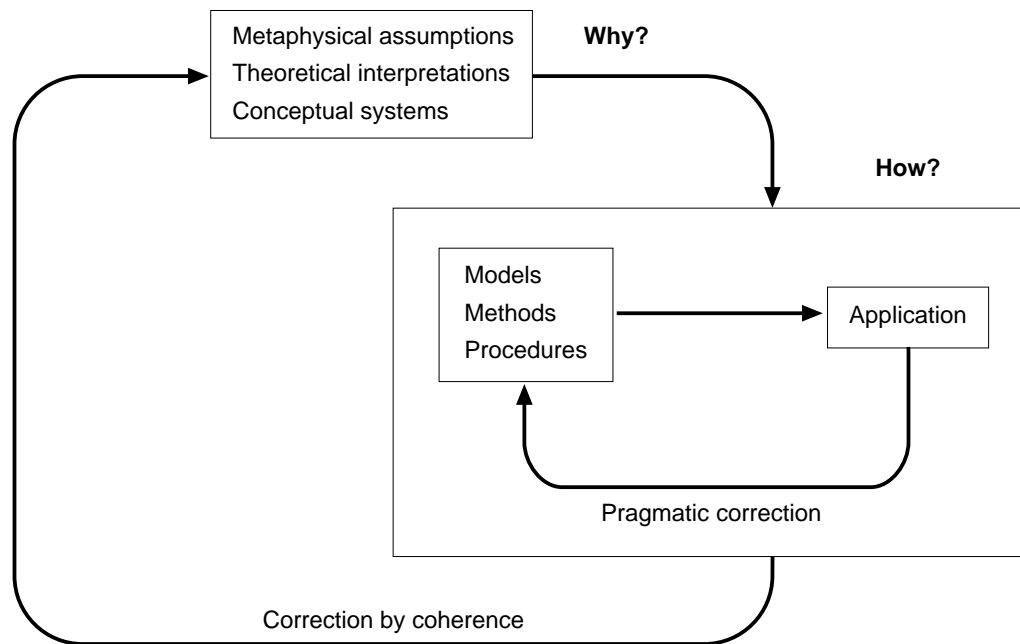 Metaphysical assumptions
Theoretical interpretations
Conceptual systems
Why?
How?
Models
Methods
Procedures
Application
Pragmatic correction
Correction by coherence